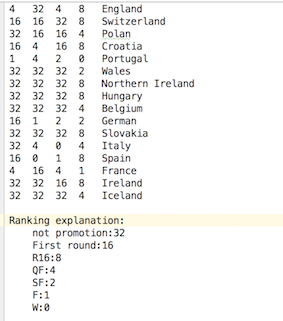 4 32 4 8 England
16 16 32 8 Switzerland
32 16 16 4 Polan
16 4 16 8 Croatia
1 4 2 0 Portugal
32 32 32 2 Wales
32 32 32 8 Northern Ireland
32 32 32 8 Hungary
32 32 32 4 Belgium
16 1 2 2 German
32 32 32 8 Slovakia
32 4 0 4 Italy
16 0 1 8 Spain
4 16 4 1 France
32 32 16 8 Ireland
32 32 32 4 Iceland
Ranking explanation:
not promotion:32
First round:16
R16:8
QF:4
SF:2
F:1
W:0